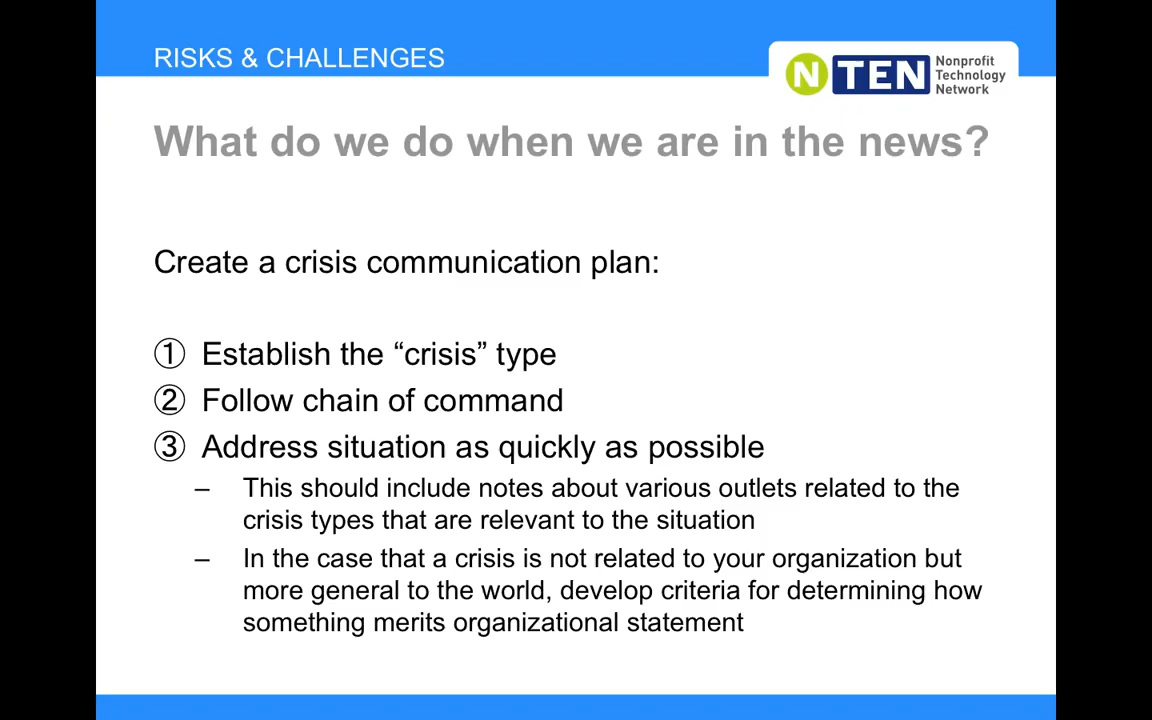 RISKS & CHALLENGES
N TEN
Nonprofit
Technology
Network
What do we do when we are in the news?
Create a crisis communication plan:
① Establish the “crisis” type
② Follow chain of command
③ Address situation as quickly as possible
– This should include notes about various outlets related to the
crisis types that are relevant to the situation
– In the case that a crisis is not related to your organization but
more general to the world, develop criteria for determining how
something merits organizational statement